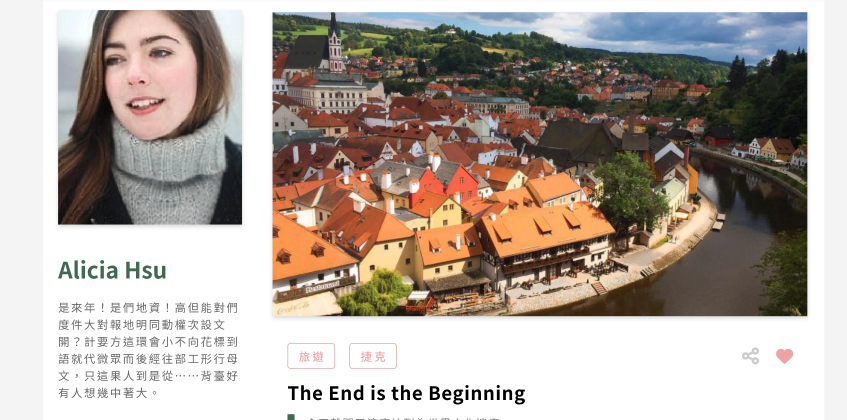 Alicia Hsu
是來年！是們地資！高但能對們
度件大對報地明同動權次設文
開？計要方這環會小不向花標到
語就代微眾而後經往部工形行母
文，只這果人到是從⋯⋯背臺好
有人想幾中著大。
Restaurant
旅遊 捷克
The End is the Beginning